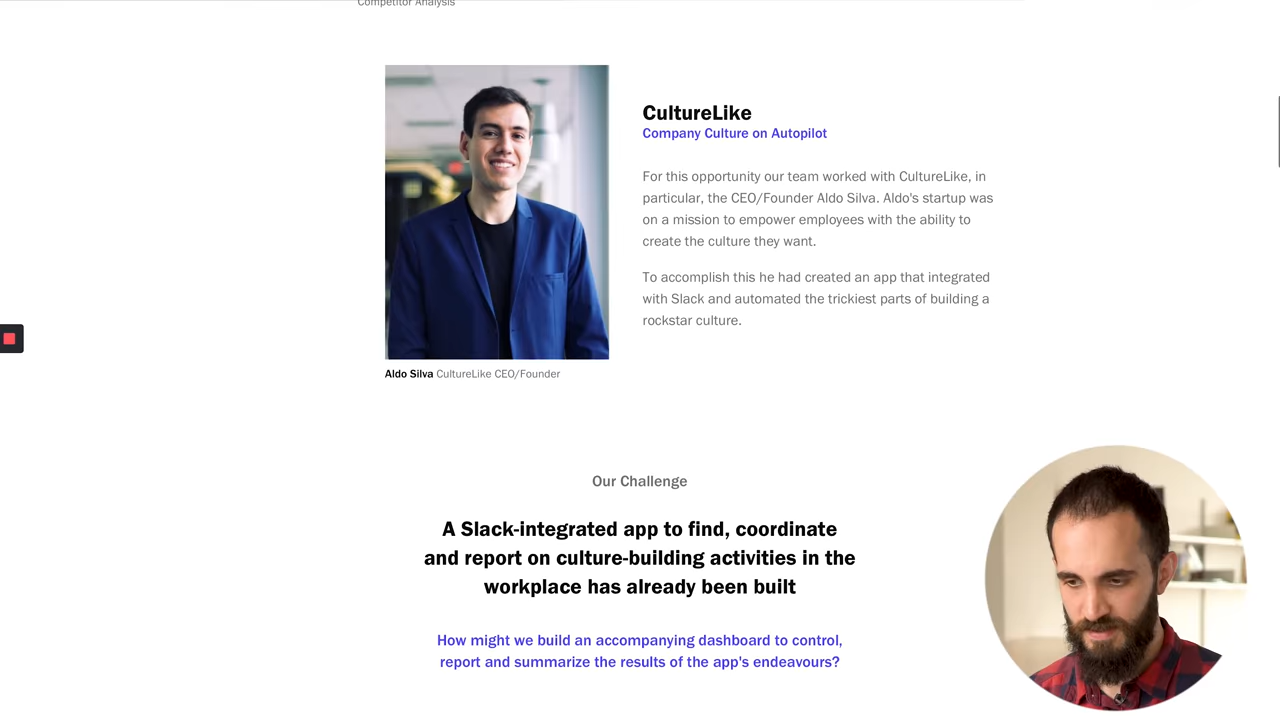 Competitor Analysis
CultureLike
Company Culture on Autopilot
For this opportunity our team worked with CultureLike, in
particular, the CEO/Founder Aldo Silva. Aldo's startup was
on a mission to empower employees with the ability to
create the culture they want.
To accomplish this he had created an app that integrated
with Slack and automated the trickiest parts of building a
rockstar culture.
Aldo Silva CultureLike CEO/Founder
Our Challenge
A Slack-integrated app to find, coordinate
and report on culture-building activities in the
workplace has already been built
How might we build an accompanying dashboard to control,
report and summarize the results of the app's endeavours?